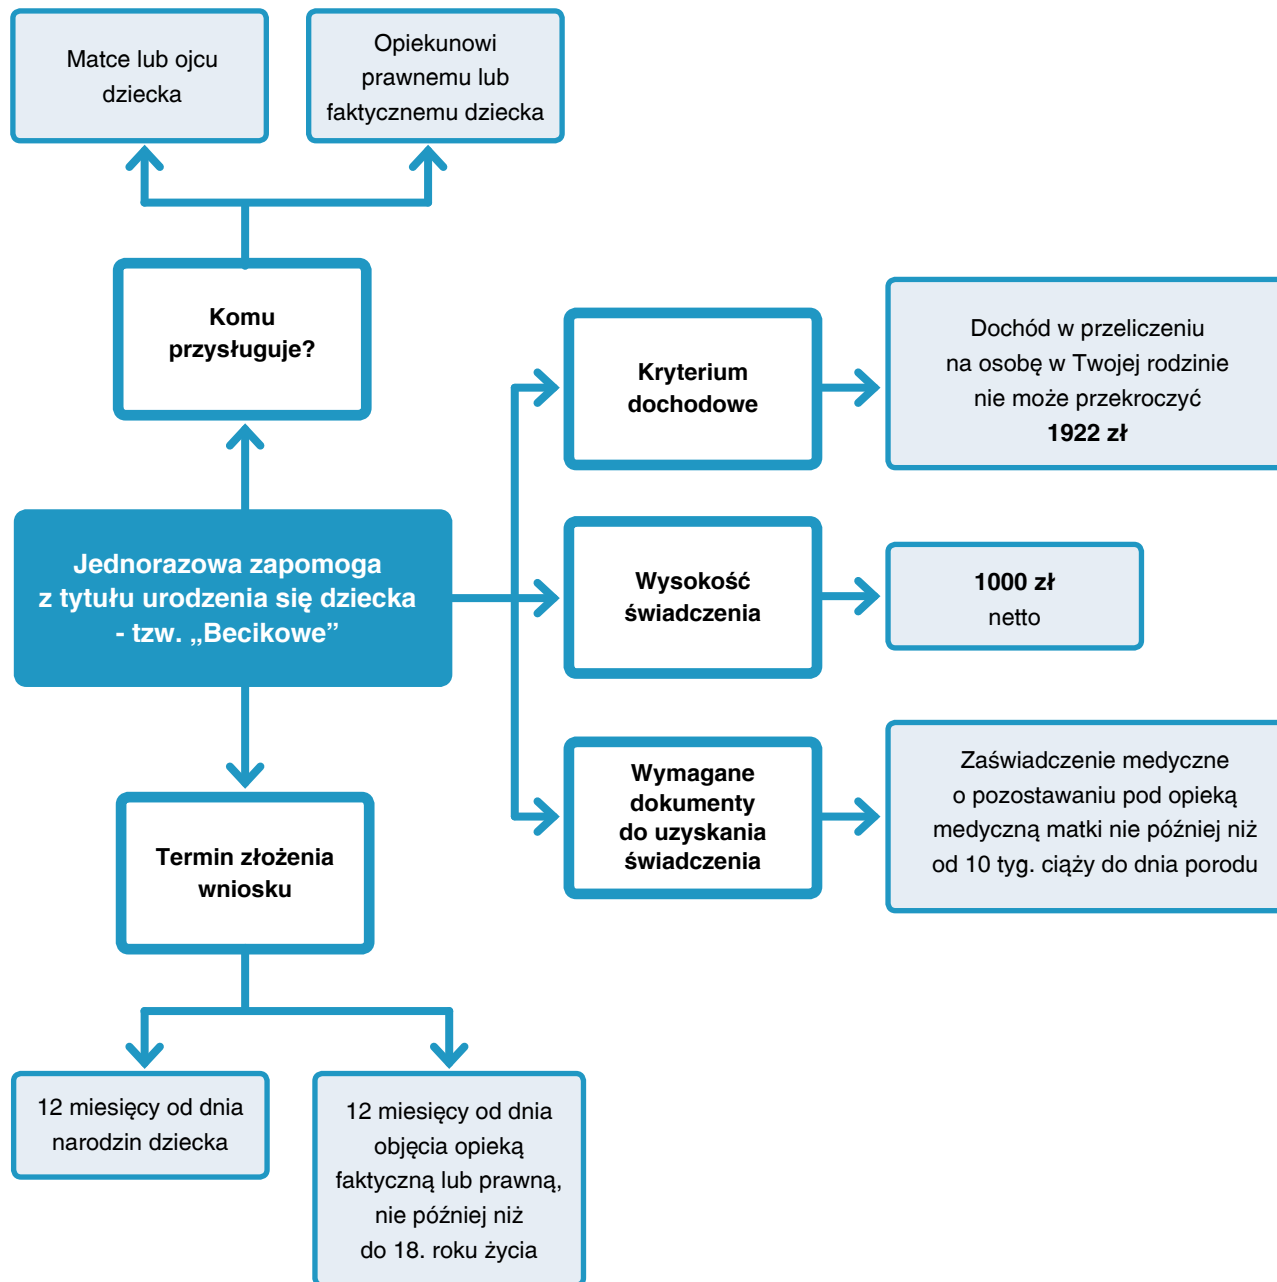 Matce lub ojcu
dziecka
Opiekunowi
prawnemu lub
faktycznemu dziecka
Komu
przysługuje?
Kryterium
dochodowe
Dochód w przeliczeniu
na osobę w Twojej rodzinie
nie może przekroczyć
1922 zł
Jednorazowa zapomoga
z tytułu urodzenia się dziecka
- tzw. „Becikowe”
Wysokość
świadczenia
1000 zł
netto
Wymagane
dokumenty
do uzyskania
świadczenia
Zaświadczenie medyczne
o pozostawaniu pod opieką
medyczną matki nie później niż
od 10 tyg. ciąży do dnia porodu
Termin złożenia
wniosku
12 miesięcy od dnia
narodzin dziecka
12 miesięcy od dnia
objęcia opieką
faktyczną lub prawną,
nie później niż
do 18. roku życia